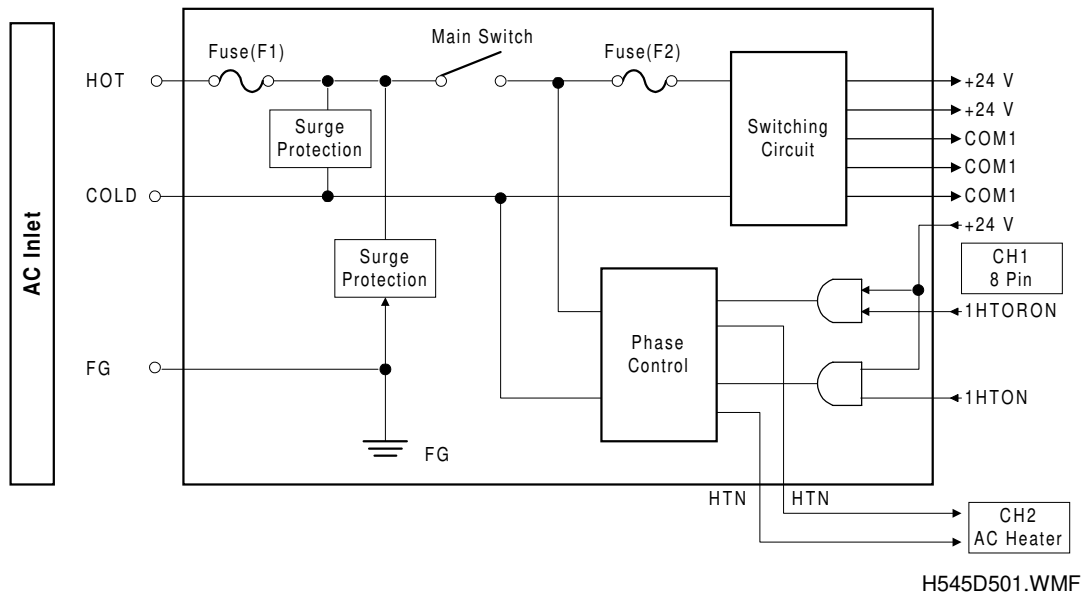 AC Inlet
HOT
COLD
FG
Fuse(F1)
Main Switch
Fuse(F2)
Surge
Protection
Surge
Protection
FG
Switching
Circuit
Phase
Control
+24 V
+24 V
COM1
COM1
COM1
+24 V
CH1
8 Pin
1HTORON
1HTON
HTN
HTN
CH2
AC Heater
H545D501.WMF